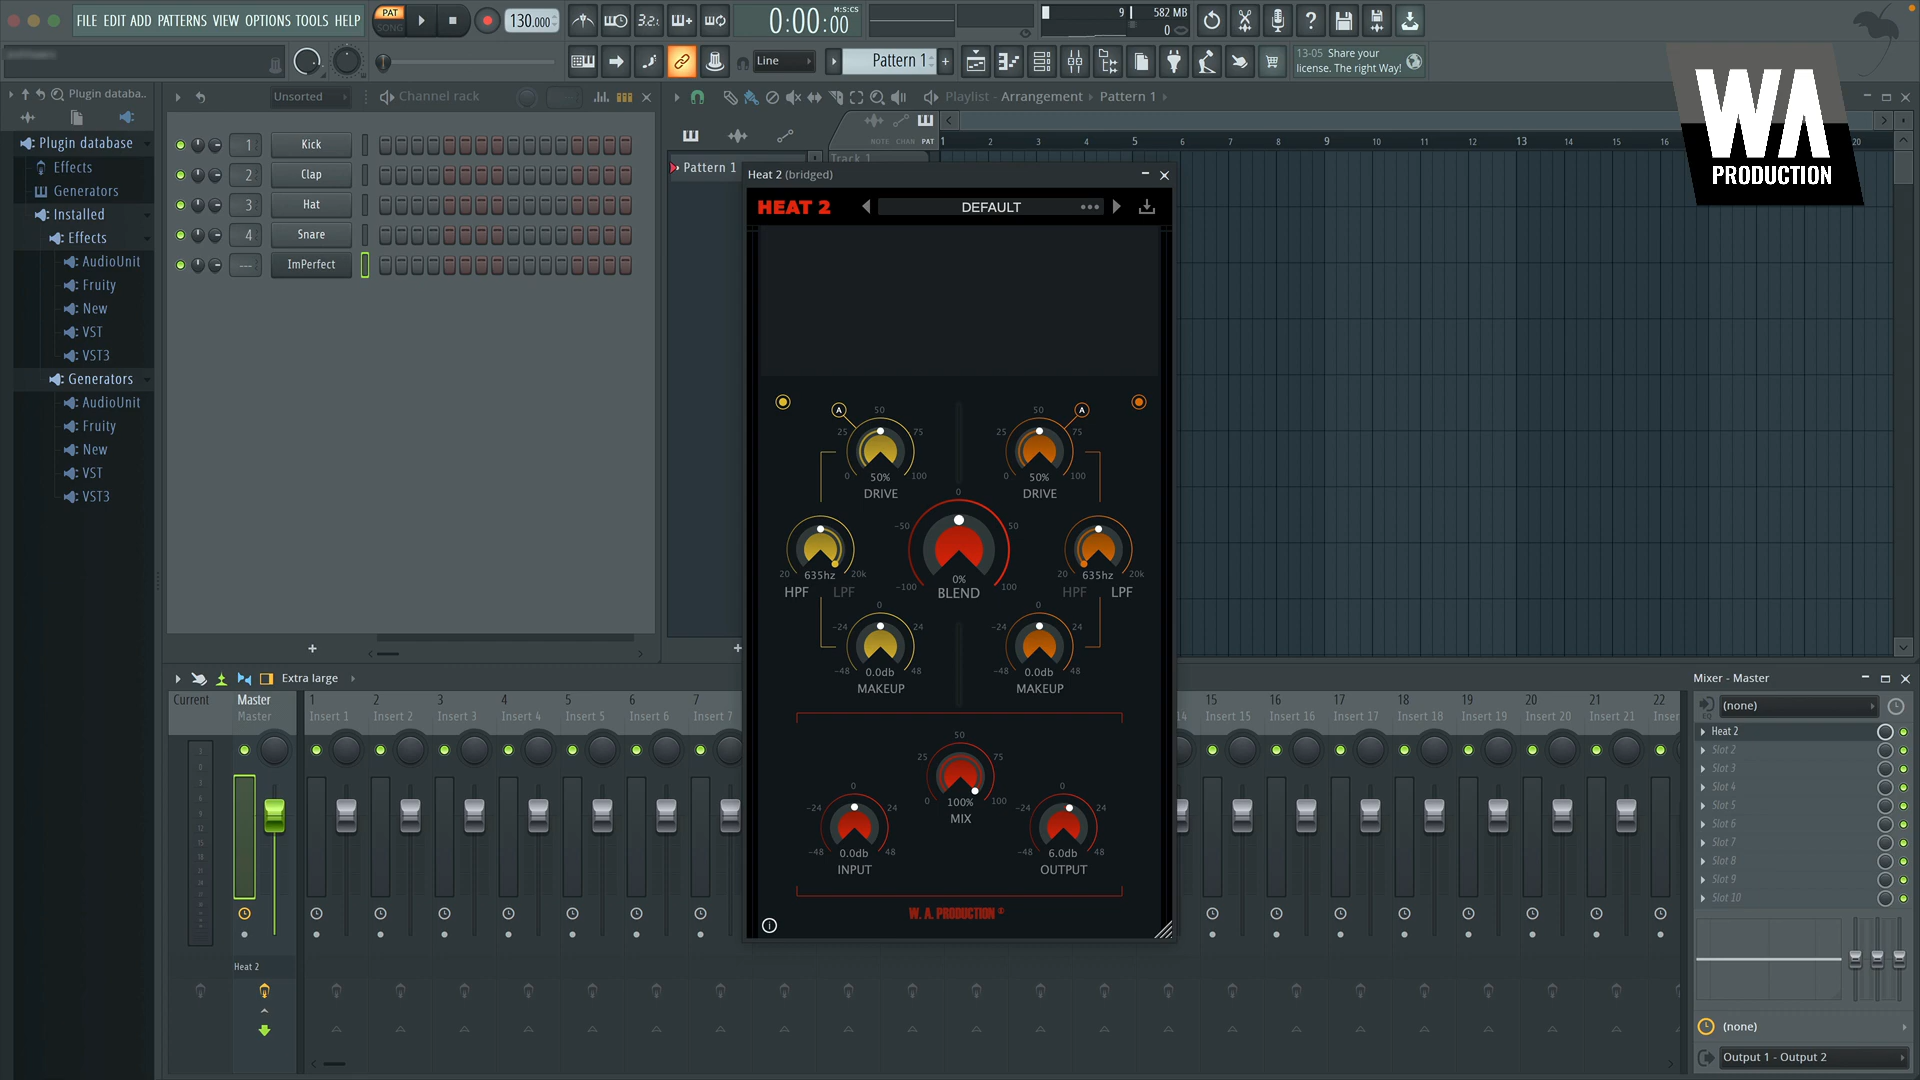 FILE EDIT ADD PATTERNS VIEW OPTIONS TOOLS HELP
PAT
SONG
130.000
3.2.
0:00:00
M:S:CS
9
582 MB
0
Line
Pattern 1
13-05 Share your
license. The right Way!
WA
PRODUCTION
Plugin databa..
Unsorted
Channel rack
Playlist - Arrangement
Pattern 1
Plugin database
Effects
Generators
Installed
Effects
AudioUnit
Fruity
New
VST
VST3
Generators
AudioUnit
Fruity
New
VST
VST3
1 Kick
2 Clap
3 Hat
4 Snare
--- ImPerfect
NOTE CHAN PAT
1 2 3 4 5 6 7 8 9 10 11 12 13 14 15 16 20
Pattern 1
Track 1
Heat 2 (bridged)
HEAT 2
DEFAULT
A 50 50 A
25 75 25 75
0 100 0 100
50% 50%
DRIVE DRIVE
0
-50 50
-100 100
0%
BLEND
20 635hz 20k
HPF LPF
20 635hz 20k
HPF LPF
0 0
-24 24 -24 24
-48 48 -48 48
0.0db 0.0db
MAKEUP MAKEUP
50
25 75
0 100
100%
MIX
0
-24 24
-48 48
0.0db
INPUT
0
-24 24
-48 48
6.0db
OUTPUT
W. A. PRODUCTION ®
Extra large
Current
Master
Master
1 2 3 4 5 6 7
Insert 1 Insert 2 Insert 3 Insert 4 Insert 5 Insert 6 Insert 7
15 16 17 18 19 20 21 22
14 Insert 15 Insert 16 Insert 17 Insert 18 Insert 19 Insert 20 Insert 21 Inser
Heat 2
Mixer - Master
(none)
EQ
Heat 2
Slot 2
Slot 3
Slot 4
Slot 5
Slot 6
Slot 7
Slot 8
Slot 9
Slot 10
(none)
Output 1 - Output 2